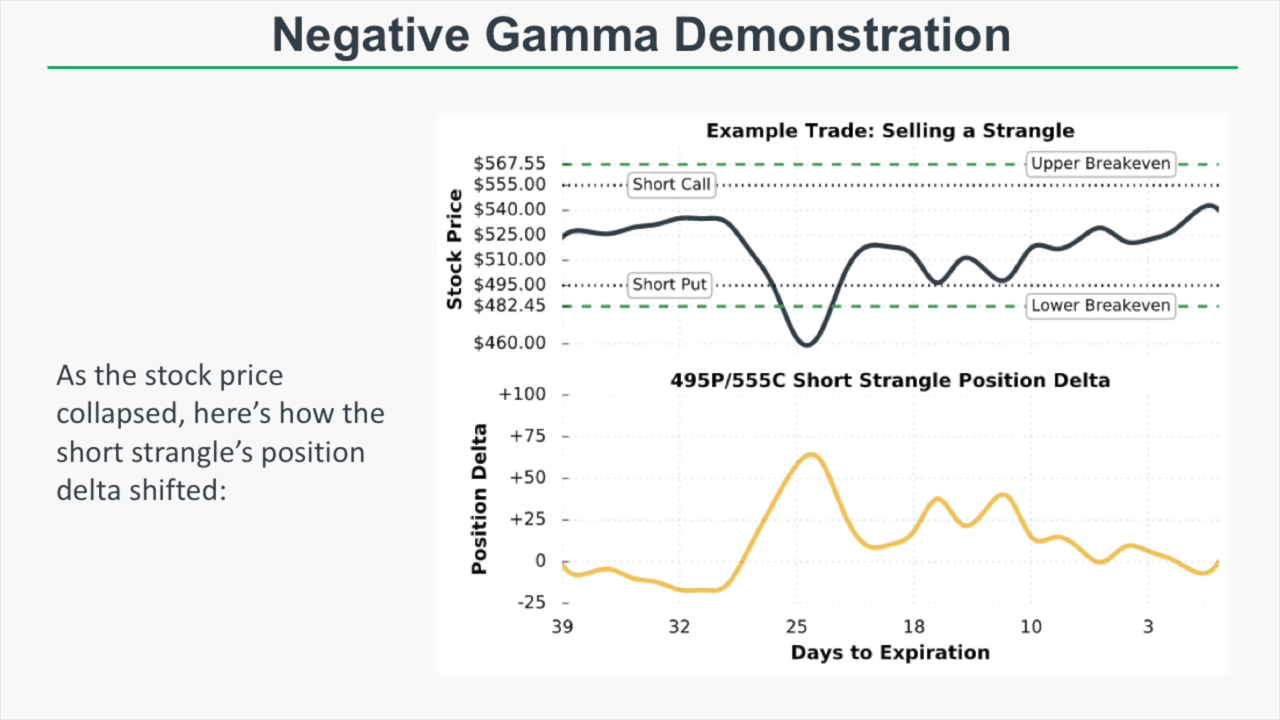 Negative Gamma Demonstration
As the stock price
collapsed, here’s how the
short strangle’s position
delta shifted:
Example Trade: Selling a Strangle
Stock Price
$567.55
$555.00
$540.00
$525.00
$510.00
$495.00
$482.45
$460.00
Upper Breakeven
Short Call
Short Put
Lower Breakeven
495P/555C Short Strangle Position Delta
Position Delta
+100
+75
+50
+25
0
-25
39 32 25 18 10 3
Days to Expiration